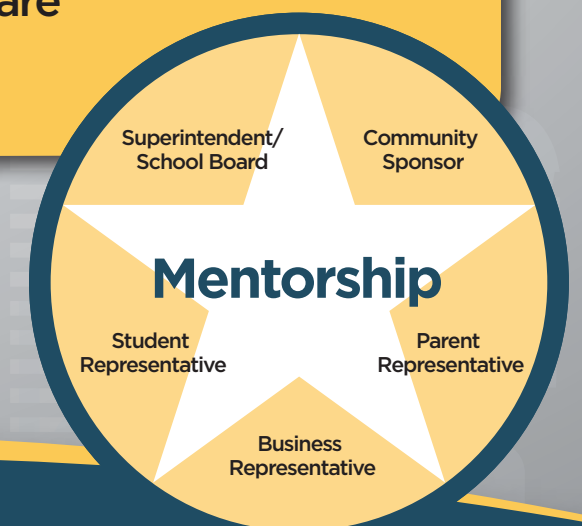 are
Superintendent/
School Board
Community
Sponsor
Mentorship
Student
Representative
Parent
Representative
Business
Representative